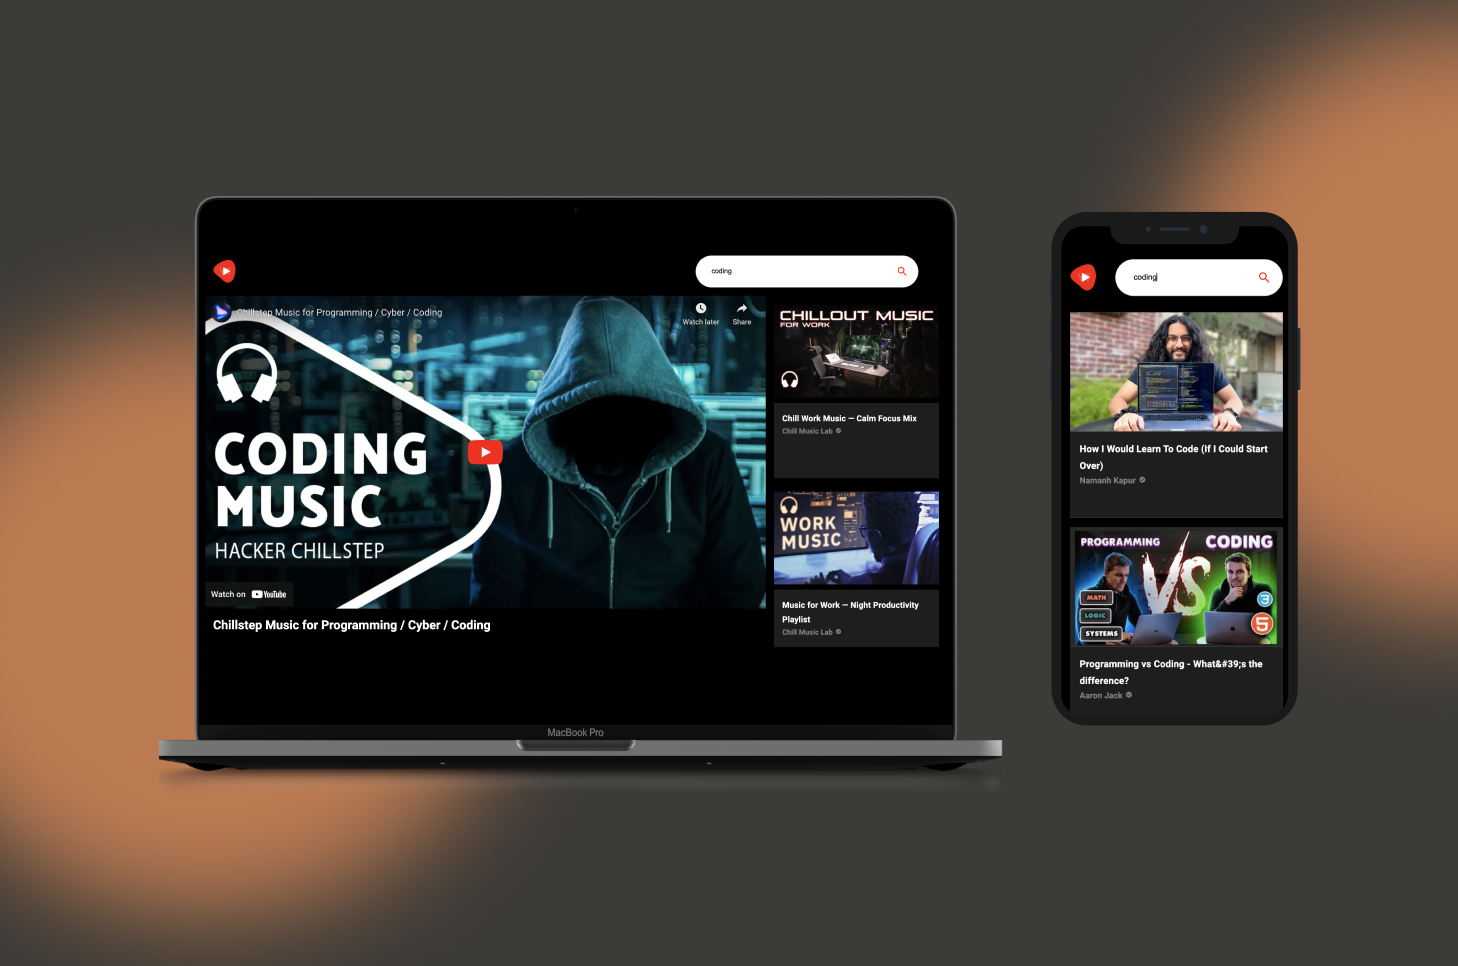 coding
Chillstep Music for Programming / Cyber / Coding
Watch later
Share
CODING
MUSIC
HACKER CHILLSTEP
Watch on YouTube
Chillstep Music for Programming / Cyber / Coding
CHILLOUT MUSIC
FOR WORK
Chill Work Music — Calm Focus Mix
Chill Music Lab
WORK
MUSIC
Music for Work — Night Productivity
Playlist
Chill Music Lab
MacBook Pro
coding
How I Would Learn To Code (If I Could Start
Over)
Namanh Kapur
PROGRAMMING
CODING
VS
MATH
LOGIC
SYSTEMS
3
5
Programming vs Coding - What&#39;s the
difference?
Aaron Jack